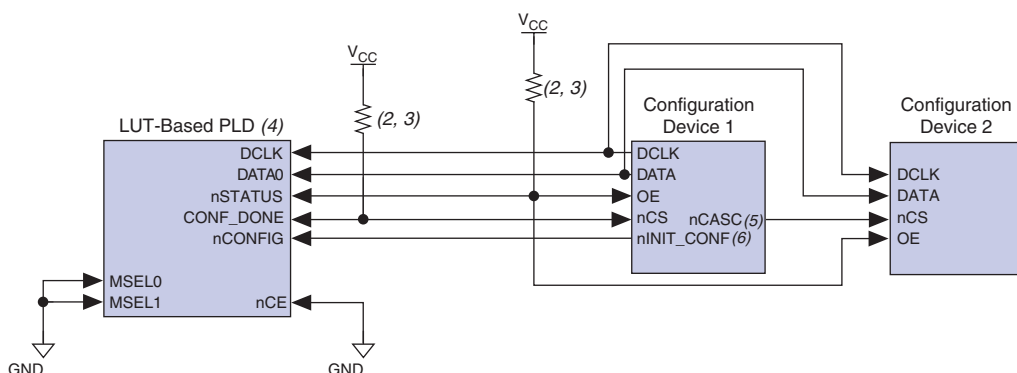 VCC
VCC
(2, 3)
(2, 3)
LUT-Based PLD (4)
Configuration
Device 1
Configuration
Device 2
DCLK
DATA0
nSTATUS
CONF_DONE
nCONFIG
MSEL0
MSEL1
nCE
GND
GND
DCLK
DATA
OE
nCS
nCASC (5)
nINIT_CONF (6)
DCLK
DATA
nCS
OE